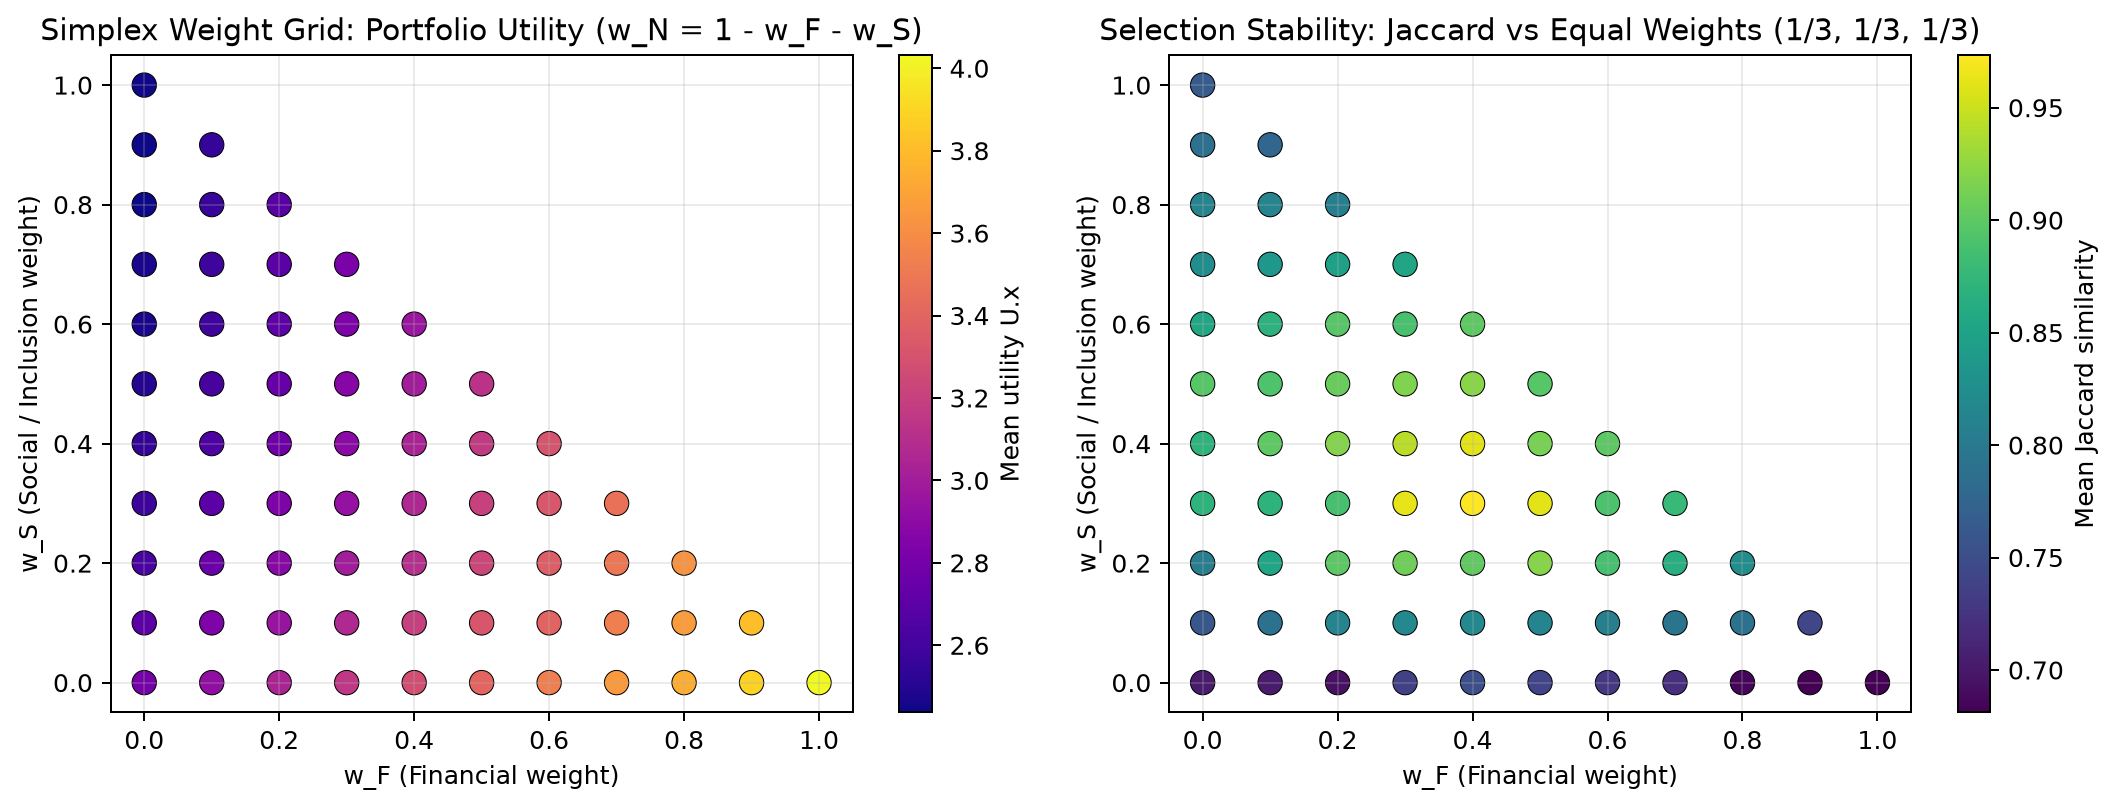 Simplex Weight Grid: Portfolio Utility (w_N = 1 - w_F - w_S)
w_S (Social / Inclusion weight)
1.0
0.8
0.6
0.4
0.2
0.0
0.0 0.2 0.4 0.6 0.8 1.0
w_F (Financial weight)
4.0
3.8
3.6
3.4
3.2
3.0
2.8
2.6
Mean utility U.x
Selection Stability: Jaccard vs Equal Weights (1/3, 1/3, 1/3)
w_S (Social / Inclusion weight)
1.0
0.8
0.6
0.4
0.2
0.0
0.0 0.2 0.4 0.6 0.8 1.0
w_F (Financial weight)
0.95
0.90
0.85
0.80
0.75
0.70
Mean Jaccard similarity